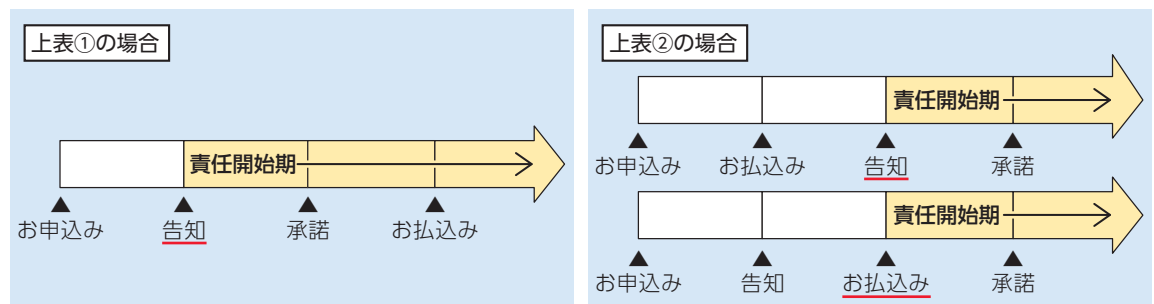 上表①の場合
責任開始期
お申込み 告知 承諾 お払込み
上表②の場合
責任開始期
お申込み お払込み 告知 承諾
責任開始期
お申込み 告知 お払込み 承諾